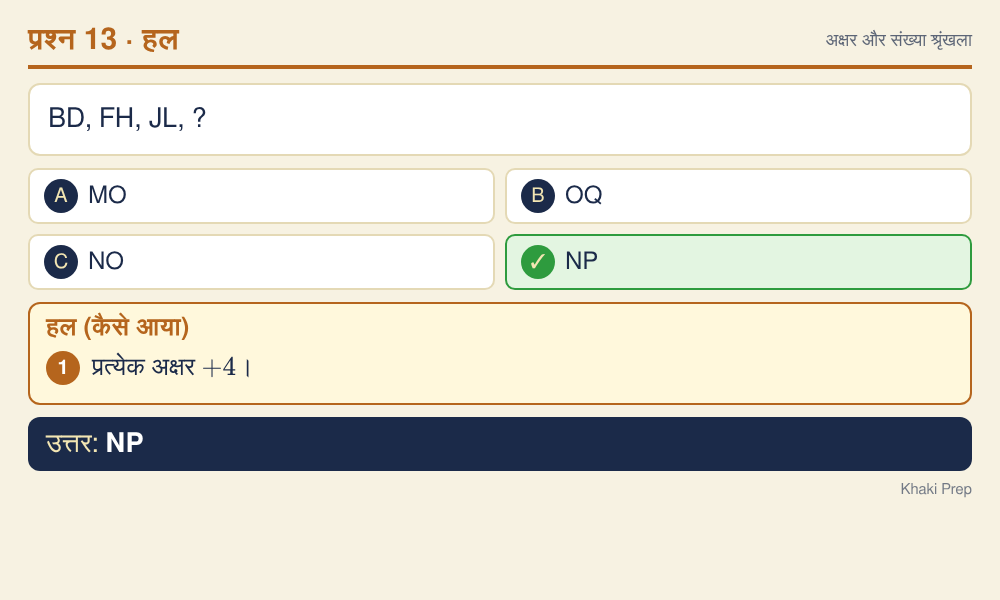 प्रश्न 13 · हल
अक्षर और संख्या श्रृंखला
BD, FH, JL, ?
A MO
B OQ
C NO
✓ NP
हल (कैसे आया)
1 प्रत्येक अक्षर +4।
उत्तर: NP
Khaki Prep